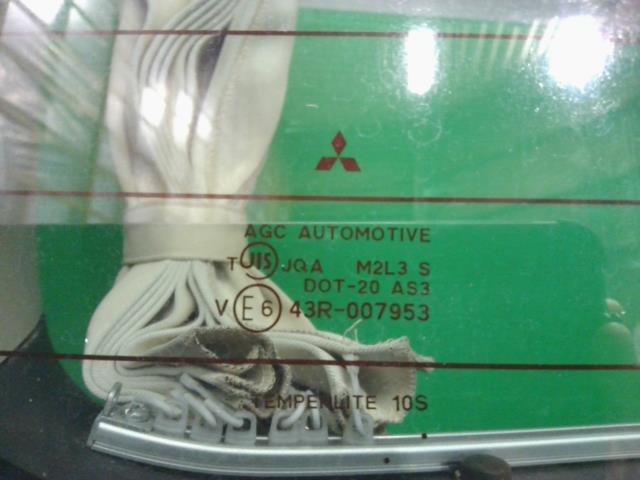 AGC AUTOMOTIVE
T JIS JQA M2L3 S
DOT-20 AS3
V E6 43R-007953
TEMPERLITE 10S